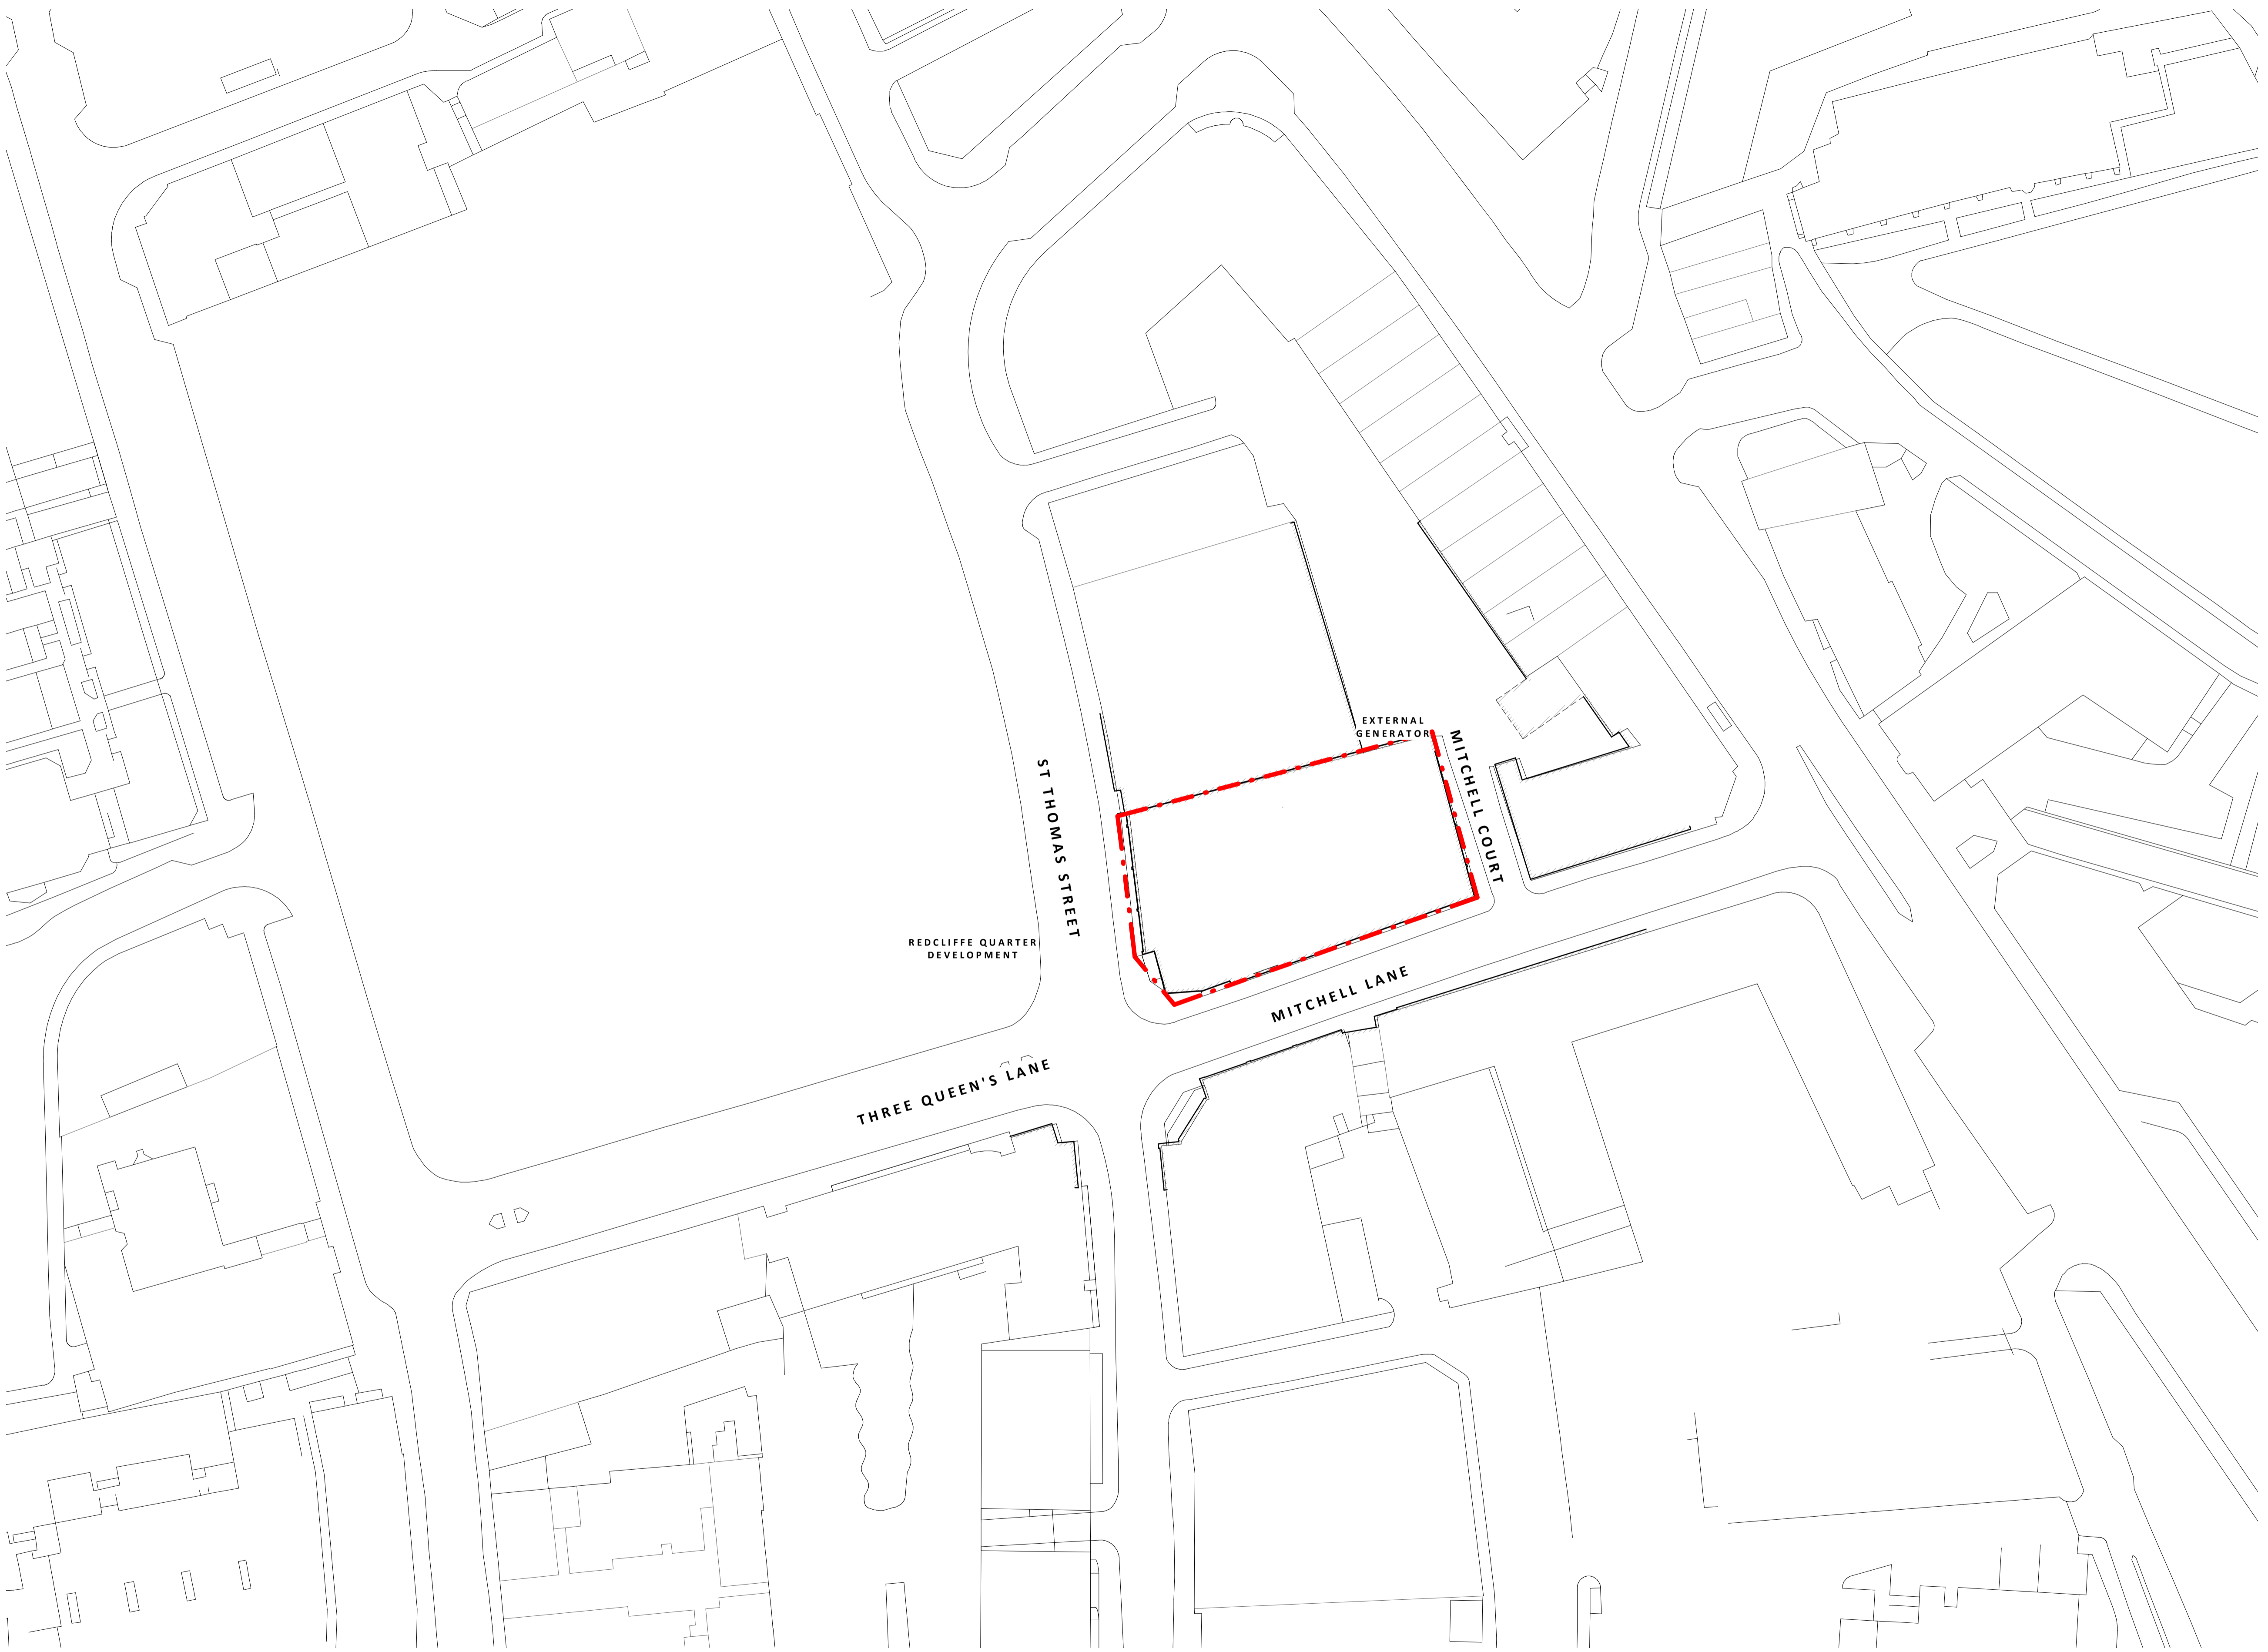 EXTERNAL
GENERATOR
MITCHELL COURT
ST THOMAS STREET
REDCLIFFE QUARTER
DEVELOPMENT
MITCHELL LANE
THREE QUEEN'S LANE